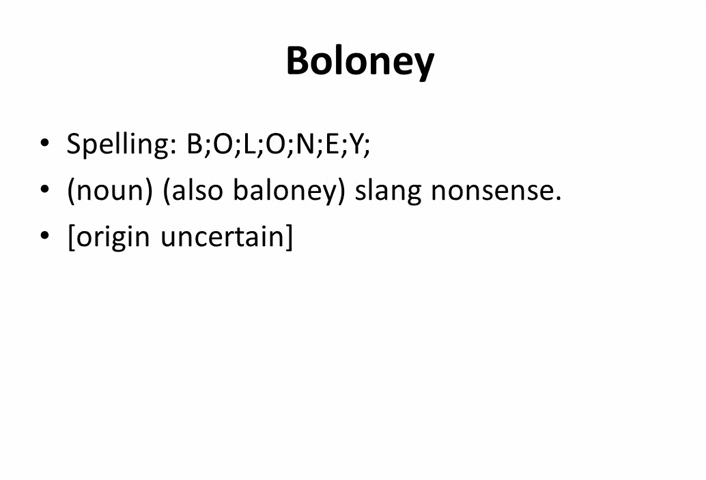 Boloney
• Spelling: B;O;L;O;N;E;Y;
• (noun) (also baloney) slang nonsense.
• [origin uncertain]